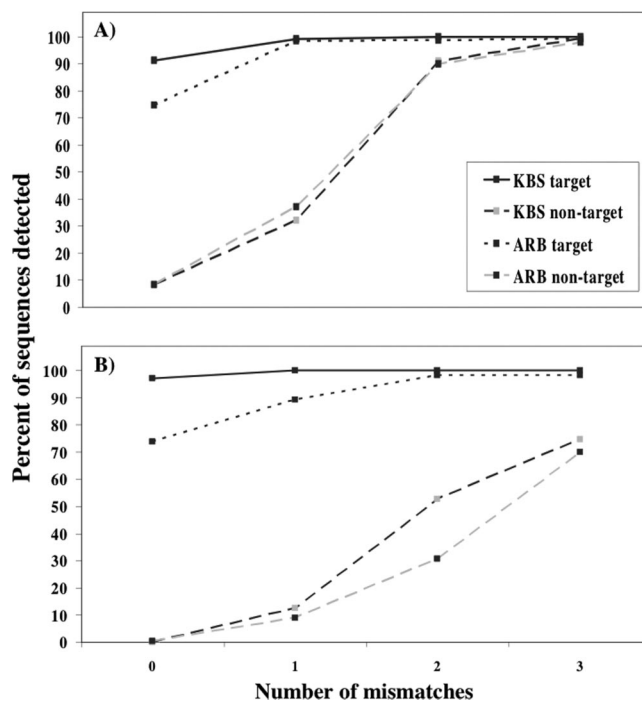 A)
100
90
80
70
60
50
40
30
20
10
0
KBS target
KBS non-target
ARB target
ARB non-target
Percent of sequences detected
B)
100
90
80
70
60
50
40
30
20
10
0
0 1 2 3
Number of mismatches